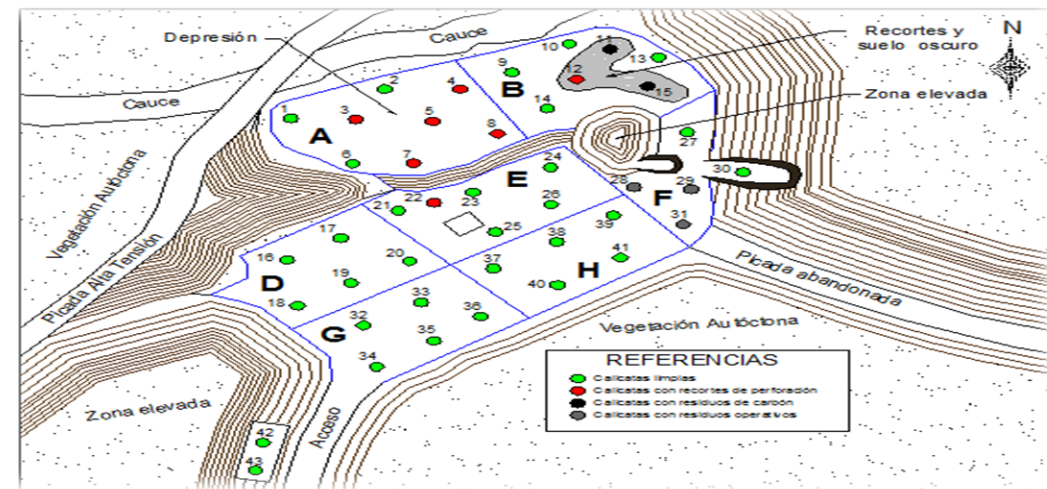 Depresión
Cauce
Cauce
Recortes y
suelo oscuro
N
Zona elevada
Vegetación Autóctona
Picada Alta Tensión
A
B
D
E
F
G
H
1
2
3
4
5
6
7
8
9
10
11
12
13
14
15
16
17
18
19
20
21
22
23
24
25
26
27
28
29
30
31
32
33
34
35
36
37
38
39
40
41
42
43
Picada abandonada
Vegetación Autóctona
Zona elevada
Acceso
REFERENCIAS
Calicatas limpias
Calicatas con recortes de perforación
Calicatas con residuos de carbón
Calicatas con residuos operativos